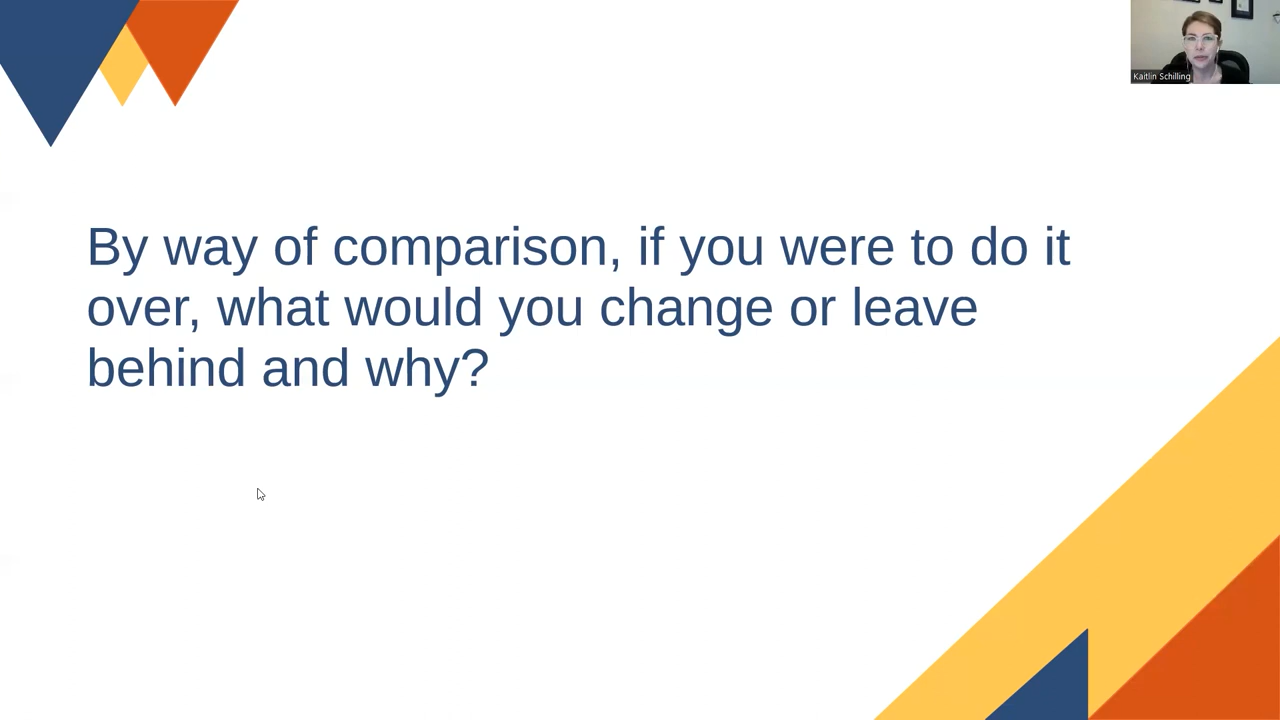 Kaitlin Schilling
By way of comparison, if you were to do it
over, what would you change or leave
behind and why?